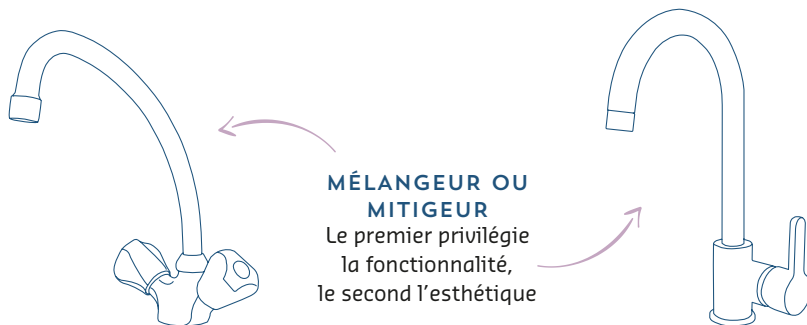 MÉLANGEUR OU
MITIGEUR
Le premier privilégie
la fonctionnalité,
le second l’esthétique